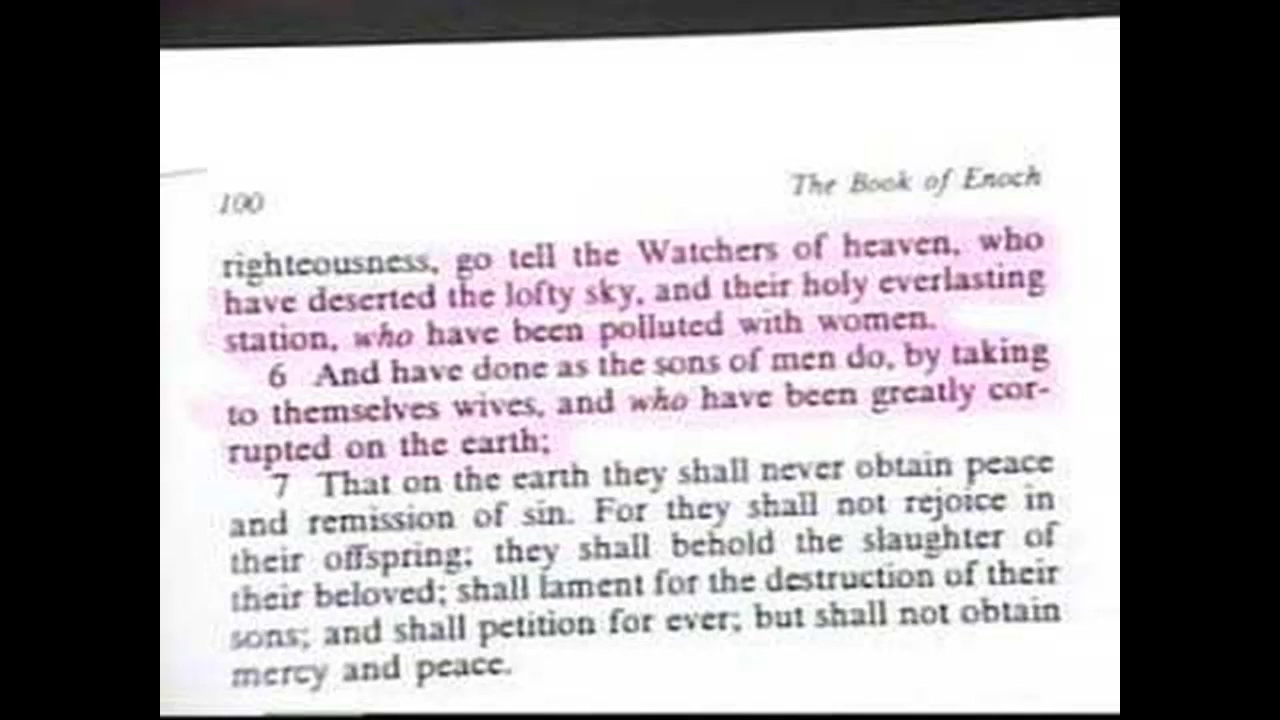 100
The Book of Enoch
righteousness, go tell the Watchers of heaven, who
have deserted the lofty sky, and their holy everlasting
station, who have been polluted with women.
6 And have done as the sons of men do, by taking
to themselves wives, and who have been greatly cor-
rupted on the earth;
7 That on the earth they shall never obtain peace
and remission of sin. For they shall not rejoice in
their offspring; they shall behold the slaughter of
their beloved; shall lament for the destruction of their
sons; and shall petition for ever; but shall not obtain
mercy and peace.